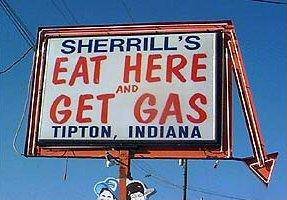 SHERRILL'S
EAT HERE
AND
GET GAS
TIPTON, INDIANA